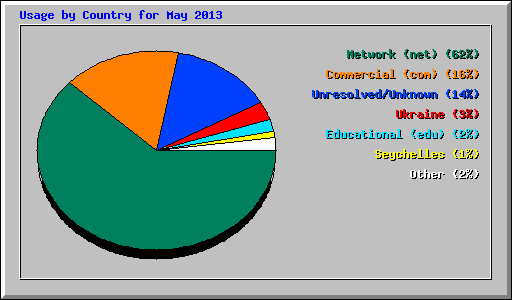 Usage by Country for May 2013
Network (net) (62%)
Commercial (com) (16%)
Unresolved/Unknown (14%)
Ukraine (3%)
Educational (edu) (2%)
Seychelles (1%)
Other (2%)